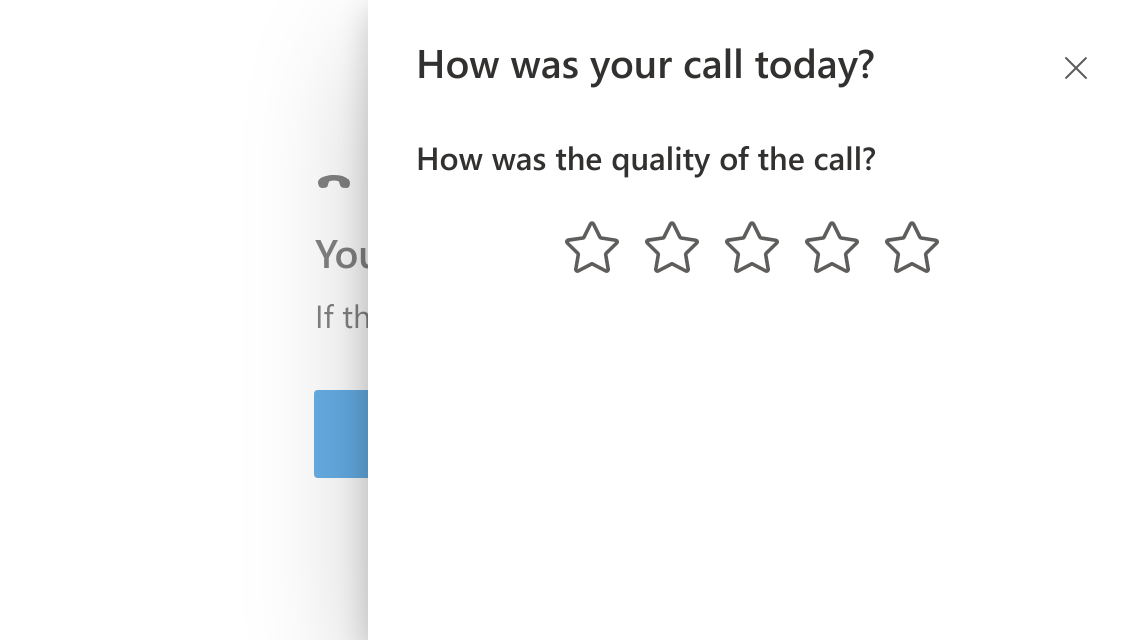 How was your call today?
How was the quality of the call?
You
If th